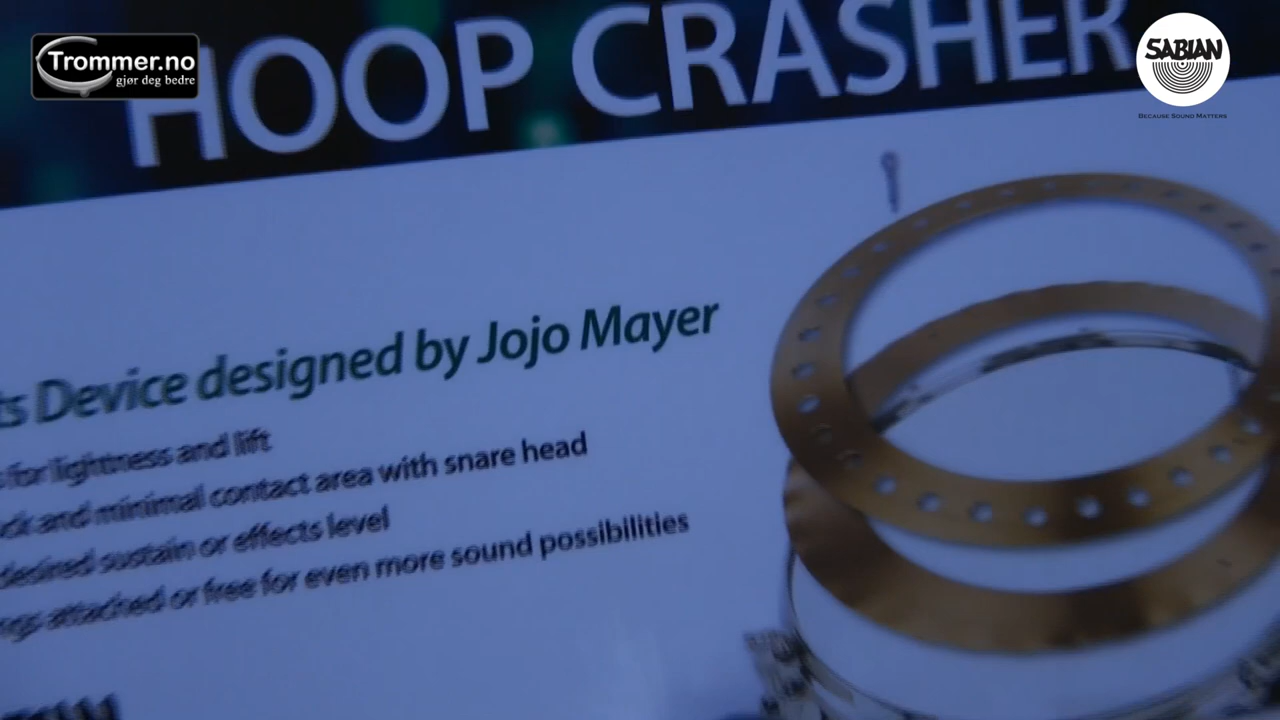 HOOP CRASHER
Trommer.no
gjør deg bedre
SABIAN
BECAUSE SOUND MATTERS
Device designed by Jojo Mayer
for lightness and lift
and minimal contact area with snare head
desired sustain or effects level
attached or free for even more sound possibilities